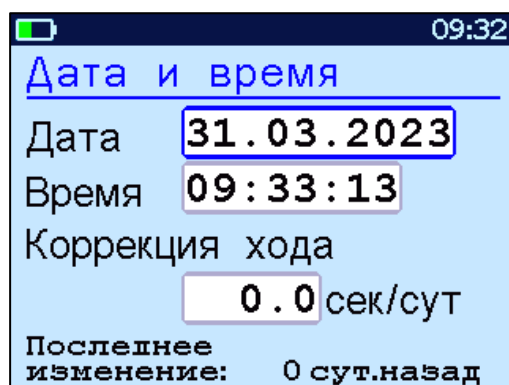 09:32
Дата и время
Дата 31.03.2023
Время 09:33:13
Коррекция хода
0.0 сек/сут
Последнее
изменение: 0 сут.назад